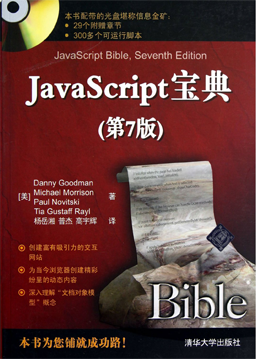 本书配带的光盘堪称信息金矿：
• 29个附赠章节
• 300多个可运行脚本
JavaScript Bible, Seventh Edition
JavaScript宝典
(第7版)
[美]
Danny Goodman
Michael Morrison
Paul Novitski
Tia Gustaff Rayl
著
杨岳湘 普杰 高宇辉 译
创建富有吸引力的交互
网站
为当今浏览器创建精彩
纷呈的动态内容
深入理解“文档对象模
型”概念
Bible
本书为您铺就成功路！
清华大学出版社